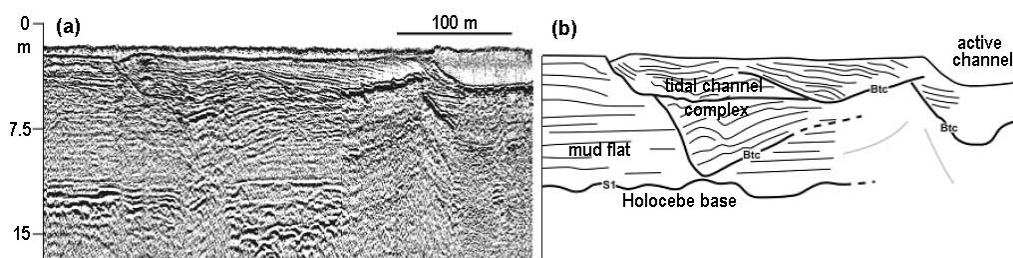 0
m
7.5
15
(a)
100 m
(b)
active
channel
tidal channel
complex
Btc
Btc
Btc
mud flat
S1
Holocebe base